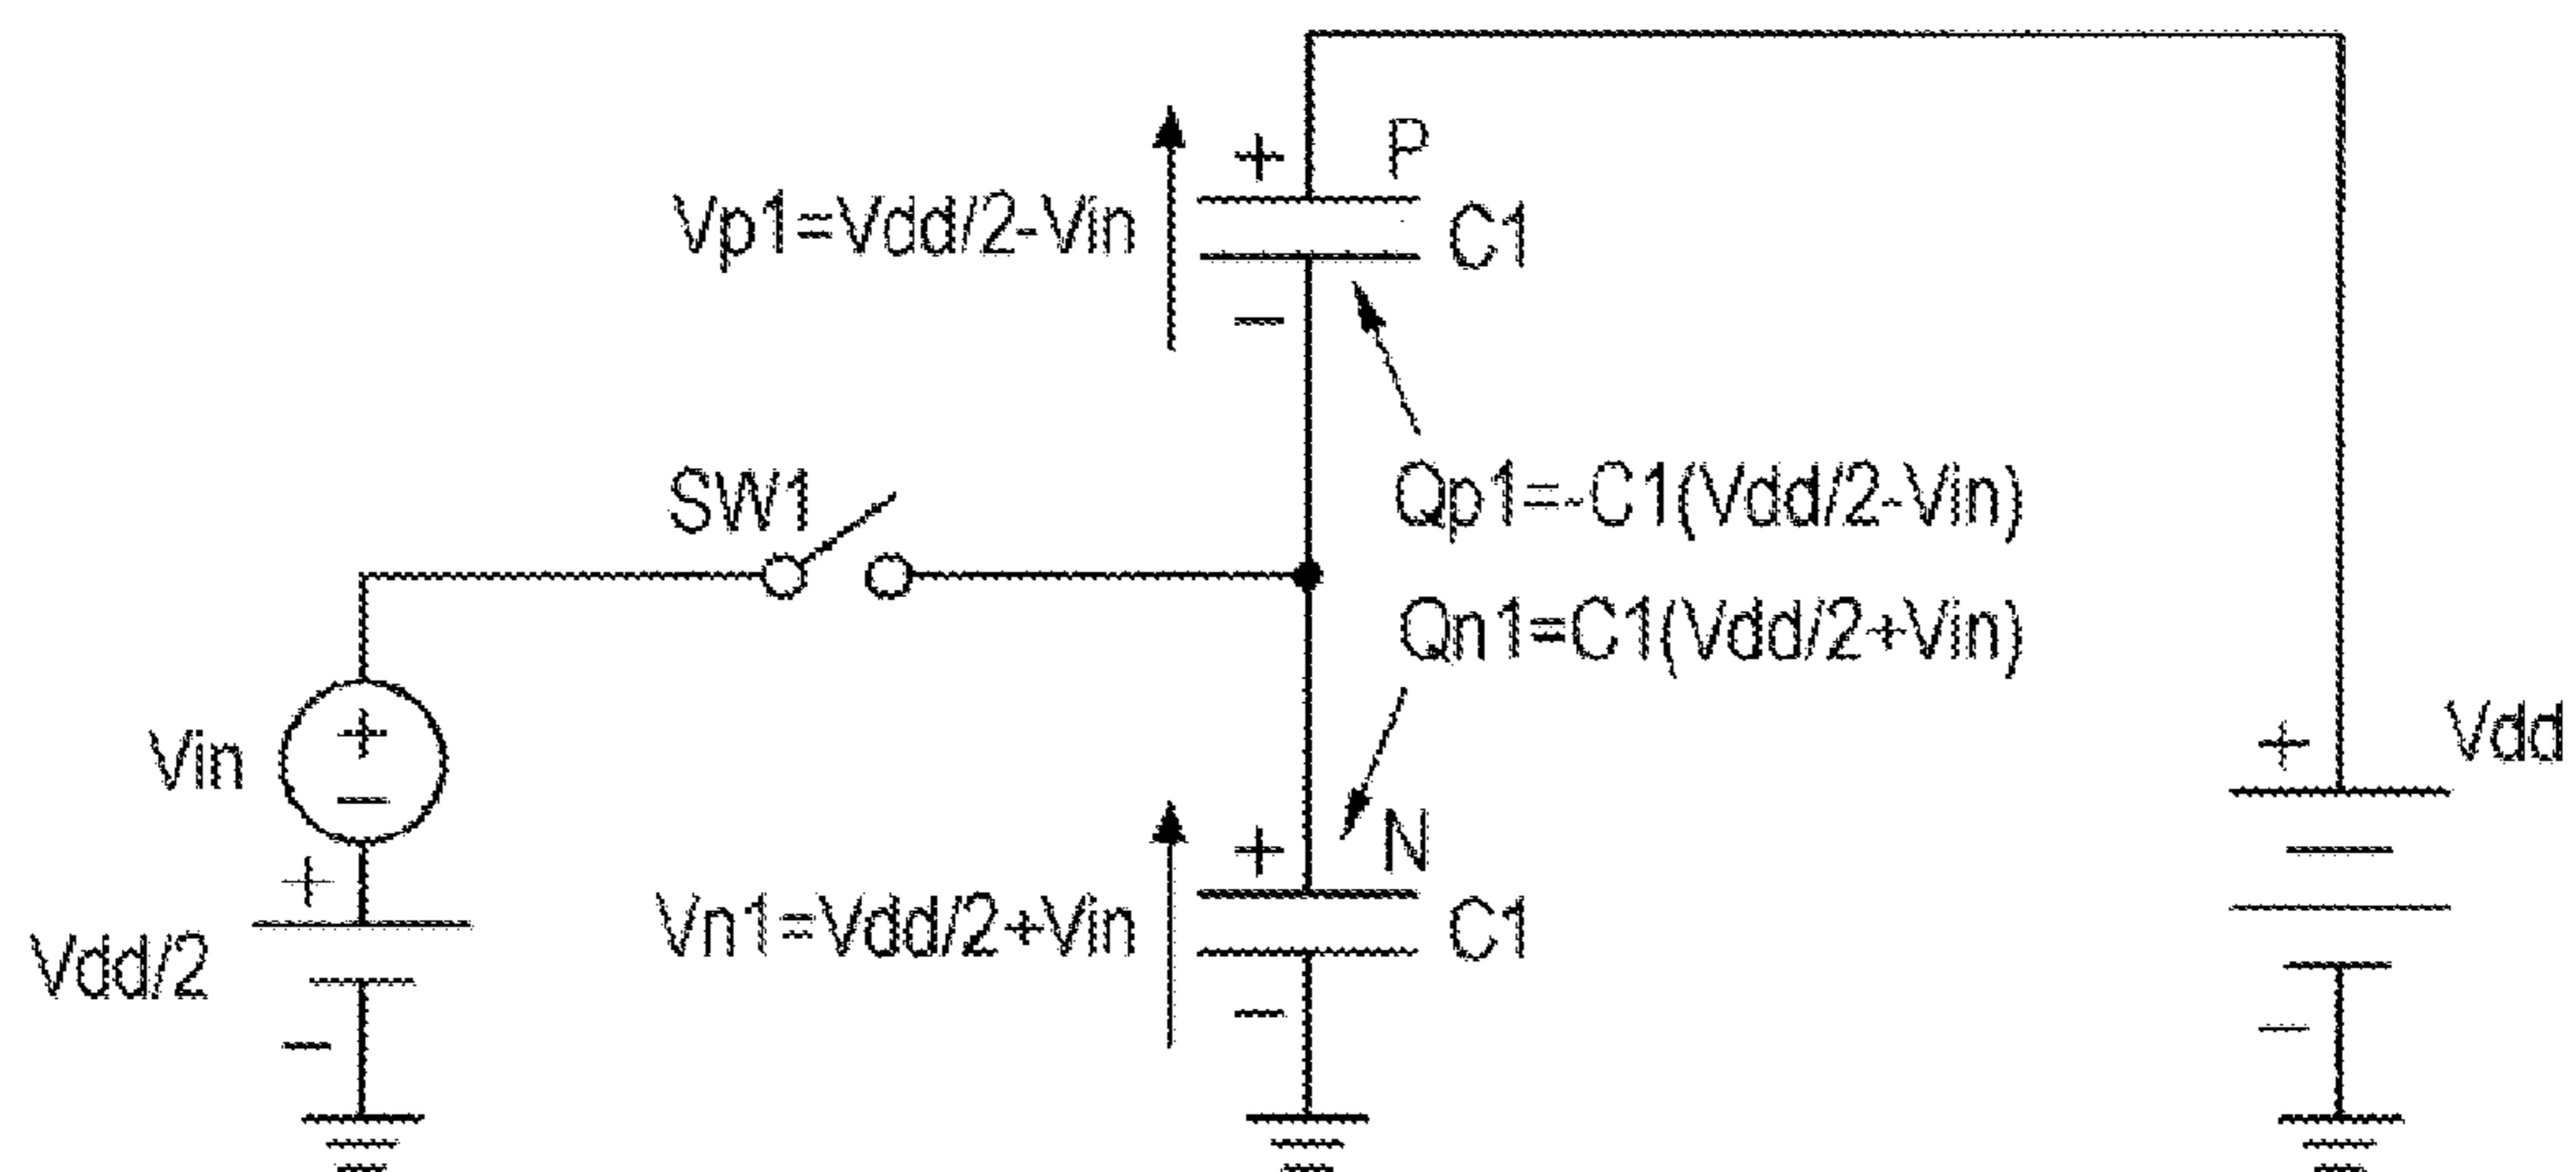 +
P
Vp1=Vdd/2-Vin
C1
−
SW1
Qp1=-C1(Vdd/2-Vin)
Qn1=C1(Vdd/2+Vin)
Vin
+
−
+
Vdd/2
−
+
N
Vn1=Vdd/2+Vin
C1
−
+
Vdd
−